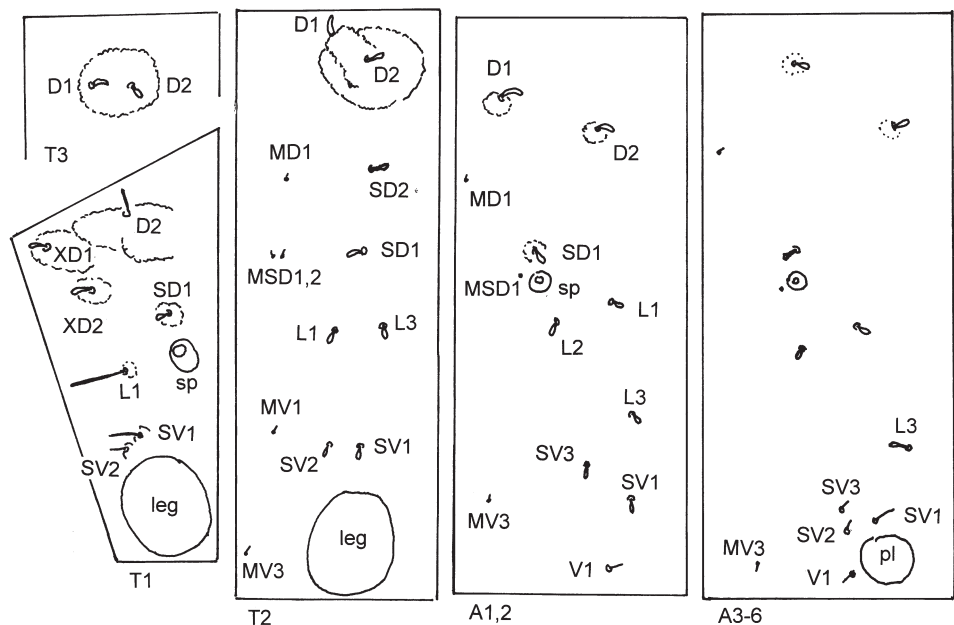 D1
D2
T3
D2
XD1
XD2
SD1
L1
sp
SV1
SV2
leg
T1
D1
D2
MD1
SD2
MSD1,2
SD1
L1
L3
MV1
SV2
SV1
leg
MV3
T2
D1
D2
MD1
SD1
MSD1
sp
L1
L2
L3
SV3
SV1
MV3
V1
A1,2
L3
SV3
SV1
SV2
MV3
pl
V1
A3-6